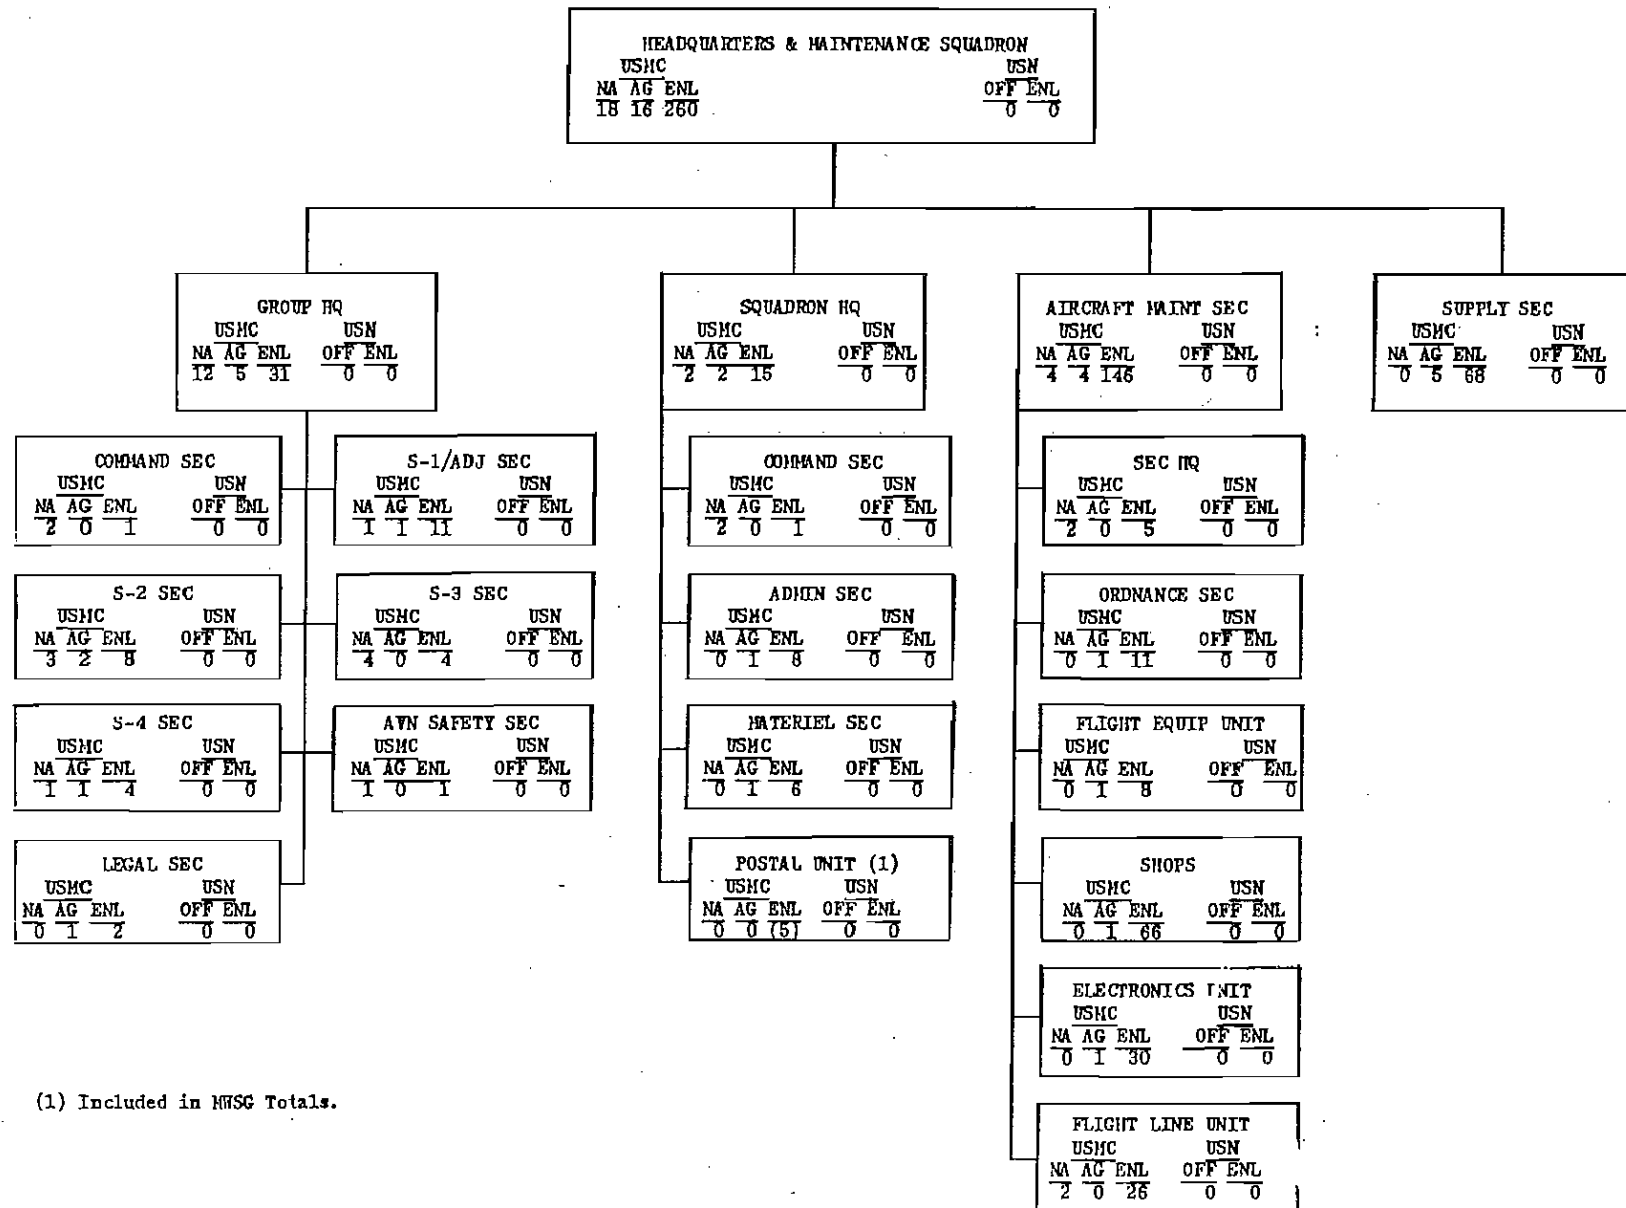 HEADQUARTERS & MAINTENANCE SQUADRON
USMC USN
NA AG ENL OFF ENL
18 16 260 0 0
GROUP HQ
USMC USN
NA AG ENL OFF ENL
12 5 31 0 0
SQUADRON HQ
USMC USN
NA AG ENL OFF ENL
2 2 15 0 0
AIRCRAFT MAINT SEC
USMC USN
NA AG ENL OFF ENL
4 4 146 0 0
SUPPLY SEC
USMC USN
NA AG ENL OFF ENL
0 5 68 0 0
COMMAND SEC
USMC USN
NA AG ENL OFF ENL
2 0 1 0 0
S-1/ADJ SEC
USMC USN
NA AG ENL OFF ENL
1 1 11 0 0
S-2 SEC
USMC USN
NA AG ENL OFF ENL
3 2 8 0 0
S-3 SEC
USMC USN
NA AG ENL OFF ENL
4 0 4 0 0
S-4 SEC
USMC USN
NA AG ENL OFF ENL
1 1 4 0 0
AVN SAFETY SEC
USMC USN
NA AG ENL OFF ENL
1 0 1 0 0
LEGAL SEC
USMC USN
NA AG ENL OFF ENL
0 1 2 0 0
COMMAND SEC
USMC USN
NA AG ENL OFF ENL
2 0 1 0 0
ADMIN SEC
USMC USN
NA AG ENL OFF ENL
0 1 8 0 0
MATERIEL SEC
USMC USN
NA AG ENL OFF ENL
0 1 6 0 0
POSTAL UNIT (1)
USMC USN
NA AG ENL OFF ENL
0 0 (5) 0 0
SEC HQ
USMC USN
NA AG ENL OFF ENL
2 0 5 0 0
ORDNANCE SEC
USMC USN
NA AG ENL OFF ENL
0 1 11 0 0
FLIGHT EQUIP UNIT
USMC USN
NA AG ENL OFF ENL
0 1 8 0 0
SHOPS
USMC USN
NA AG ENL OFF ENL
0 1 66 0 0
ELECTRONICS UNIT
USMC USN
NA AG ENL OFF ENL
0 1 30 0 0
FLIGHT LINE UNIT
USMC USN
NA AG ENL OFF ENL
2 0 26 0 0
(1) Included in MWSG Totals.